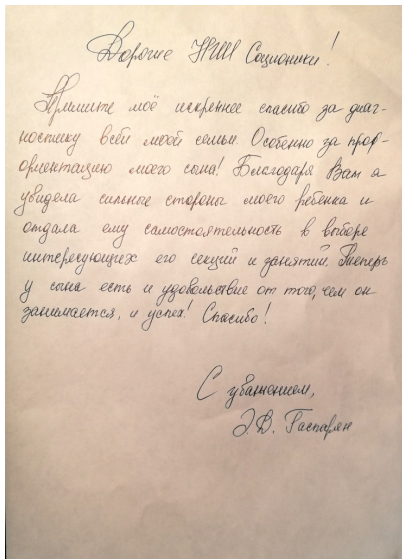 Дорогие НИИ Соционики!
Примите моё искреннее спасибо за диаг-
ностику всей моей семьи. Особенно за проф-
ориентацию моего сына! Благодаря Вам я
увидела сильные стороны моего ребенка и
отдала ему самостоятельность в выборе
интересующих его секций и занятий. Теперь
у сына есть и удовольствие от того, чем он
занимается, и успех! Спасибо!
С уважением,
Э.В. Гаспарян